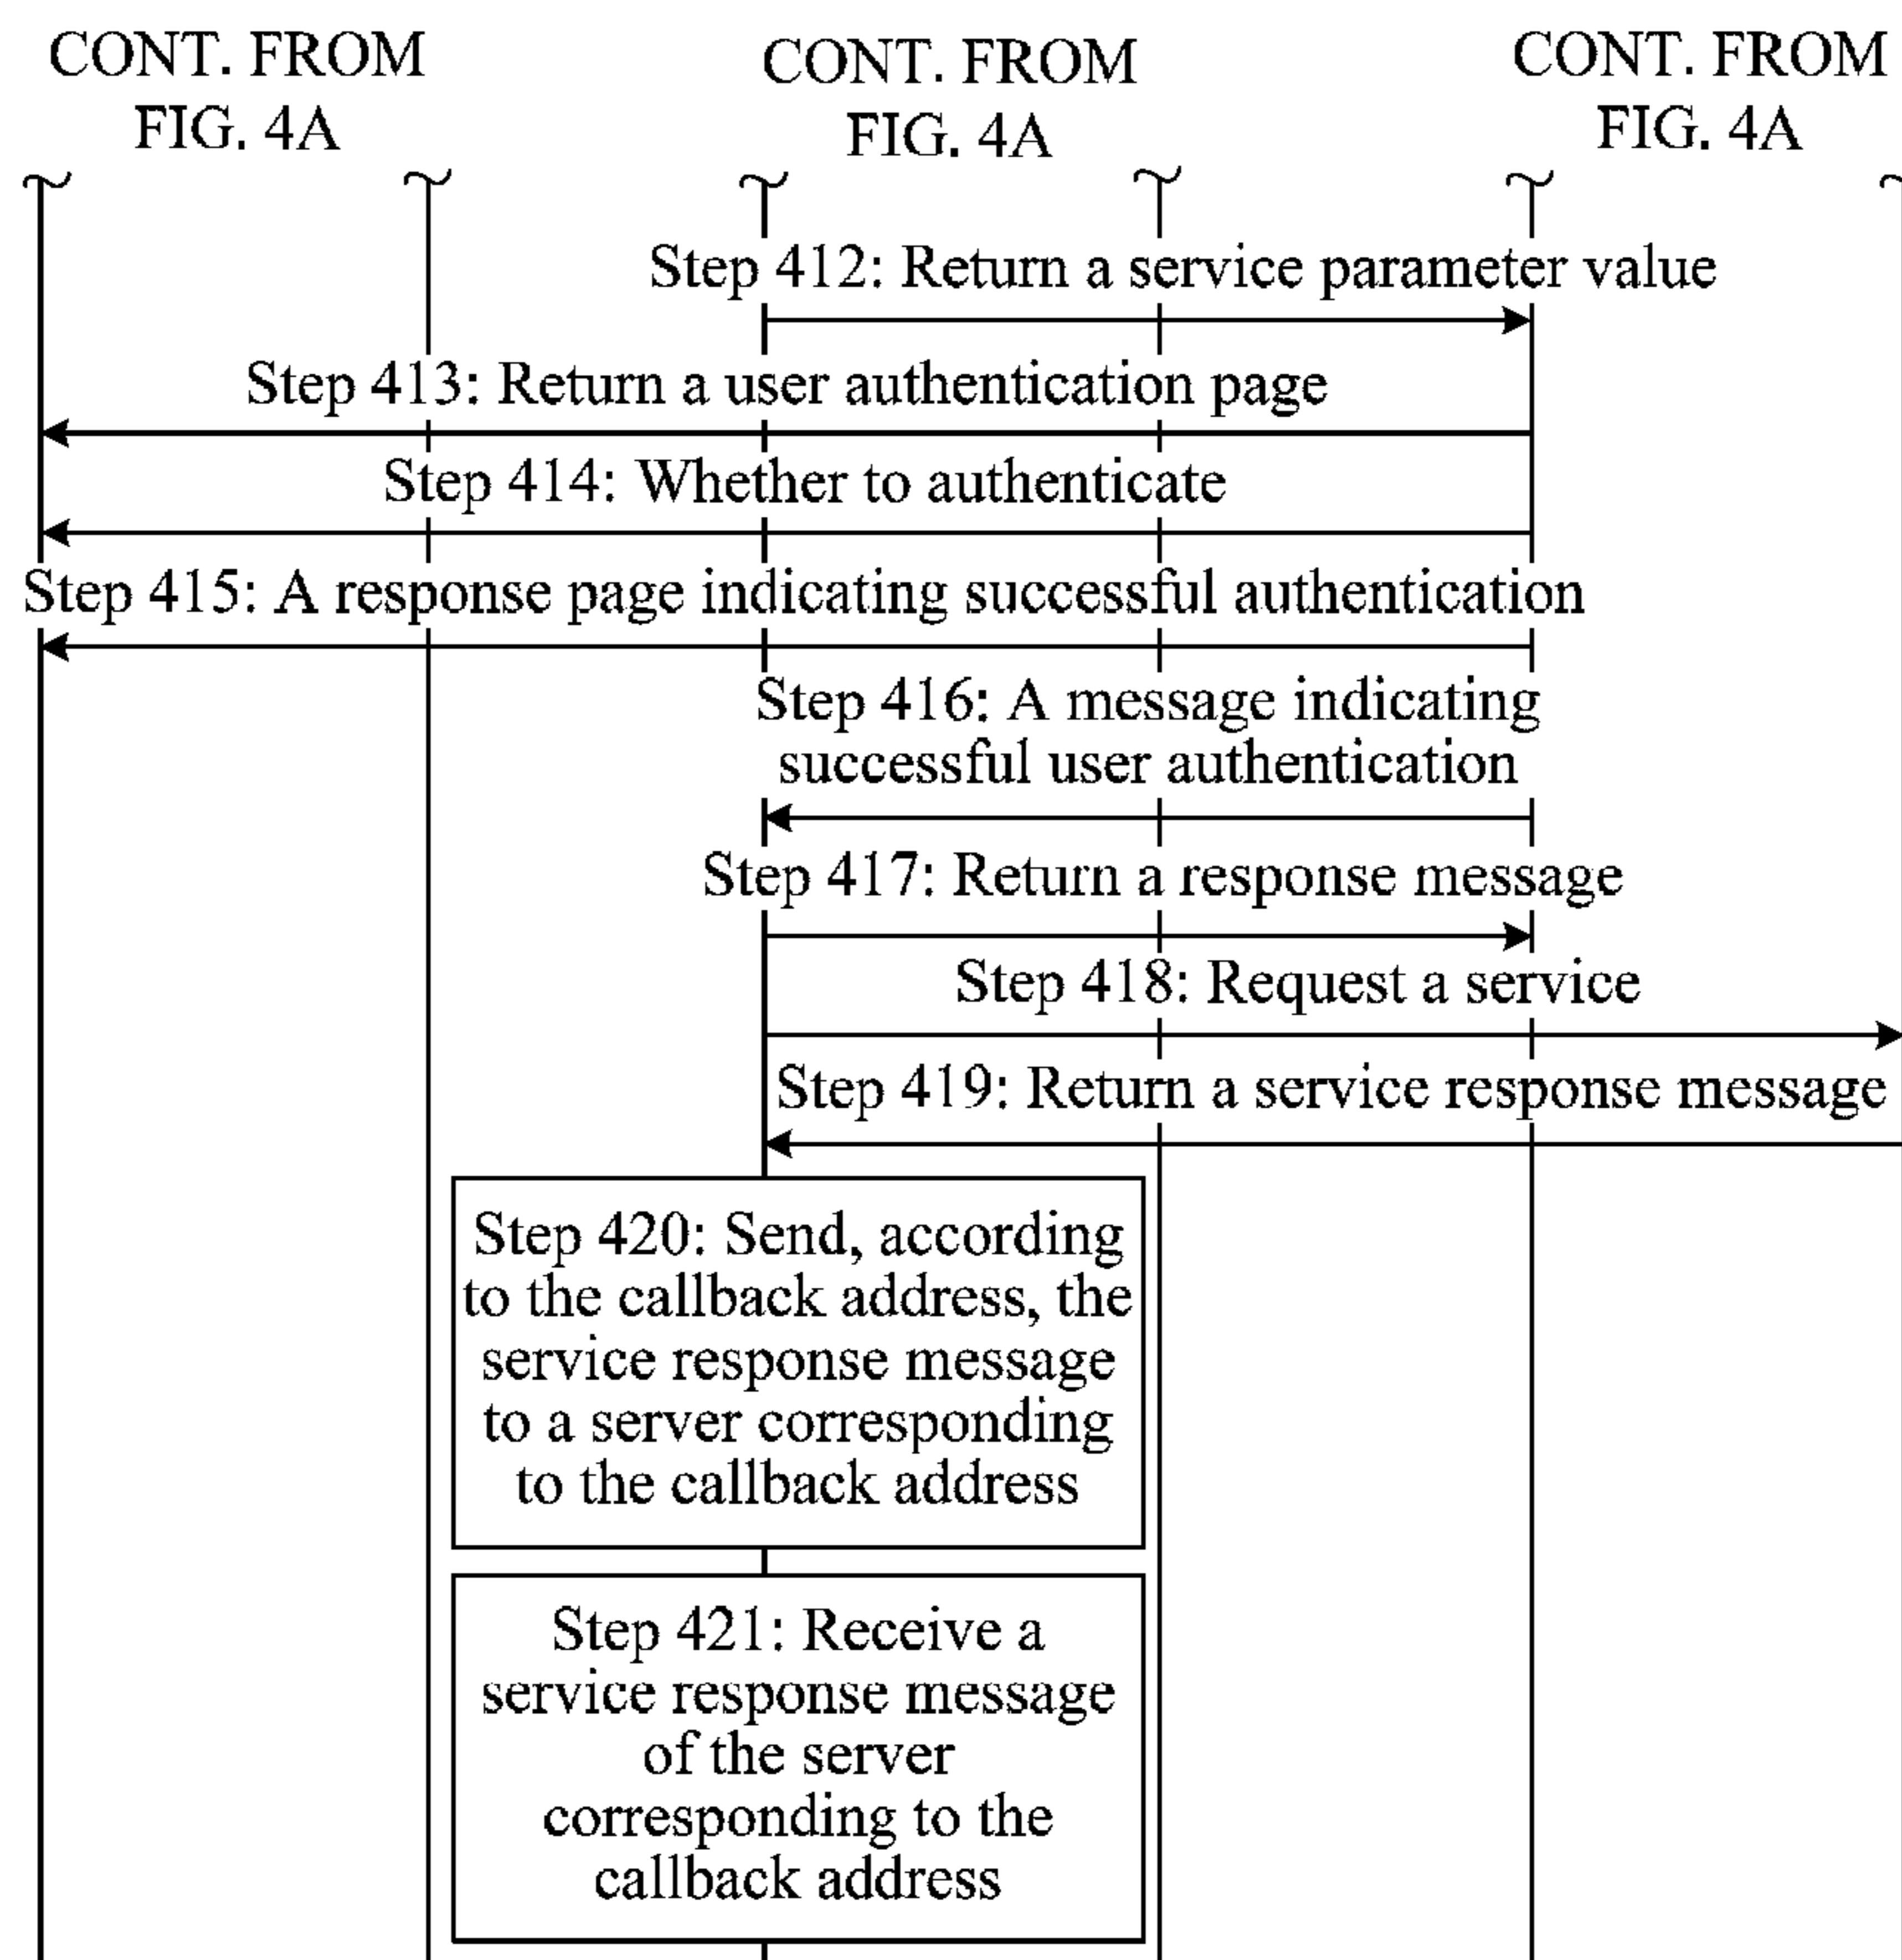 CONT. FROM
FIG. 4A
CONT. FROM
FIG. 4A
CONT. FROM
FIG. 4A
Step 412: Return a service parameter value
Step 413: Return a user authentication page
Step 414: Whether to authenticate
Step 415: A response page indicating successful authentication
Step 416: A message indicating
successful user authentication
Step 417: Return a response message
Step 418: Request a service
Step 419: Return a service response message
Step 420: Send, according
to the callback address, the
service response message
to a server corresponding
to the callback address
Step 421: Receive a
service response message
of the server
corresponding to the
callback address